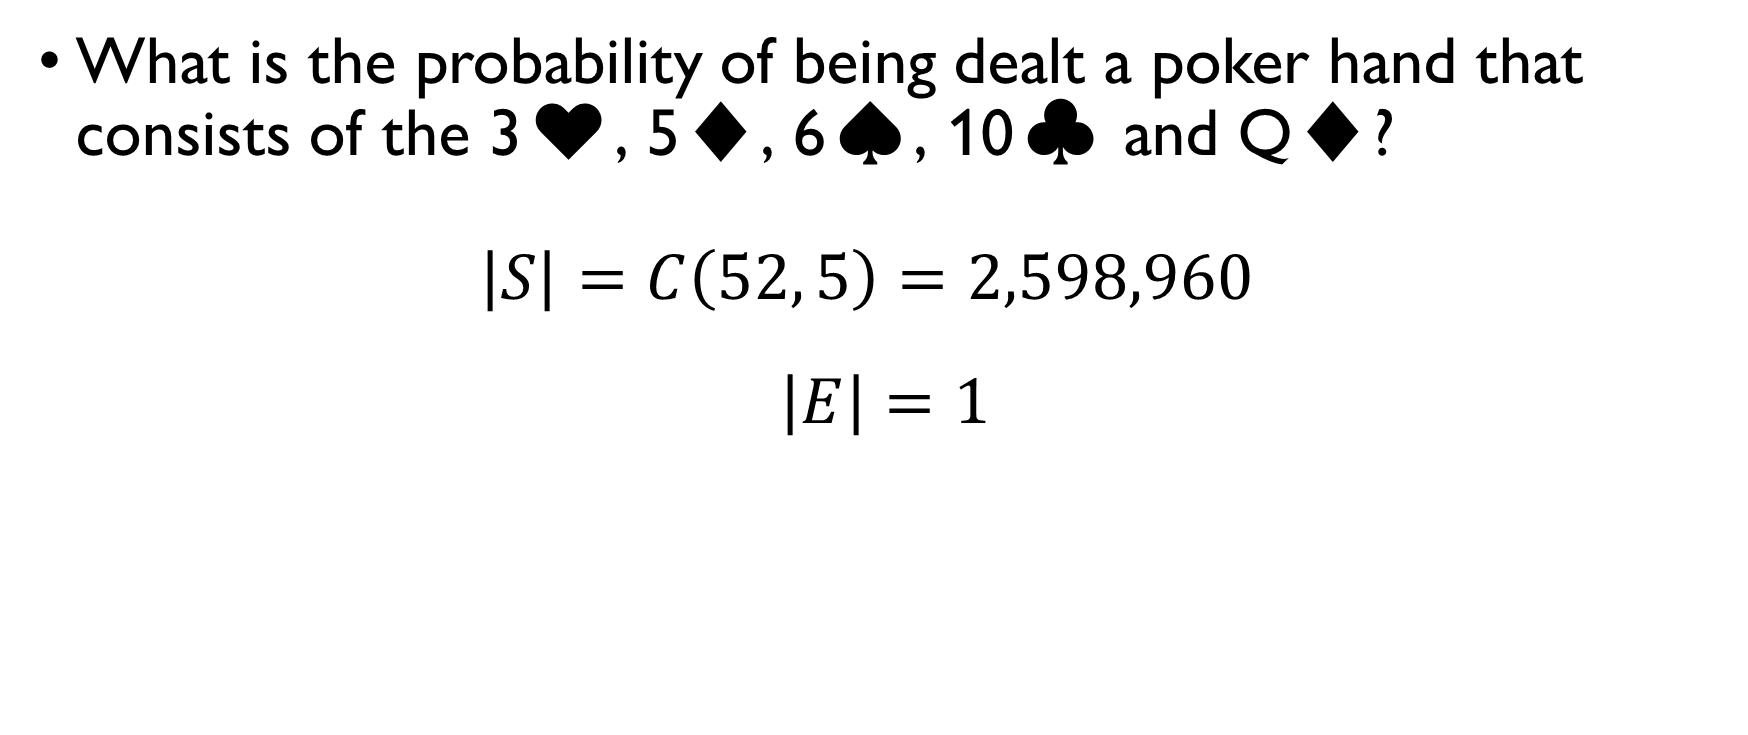 • What is the probability of being dealt a poker hand that
consists of the 3♥, 5♦, 6♠, 10♣ and Q♦?
|S| = C(52, 5) = 2,598,960
|E| = 1